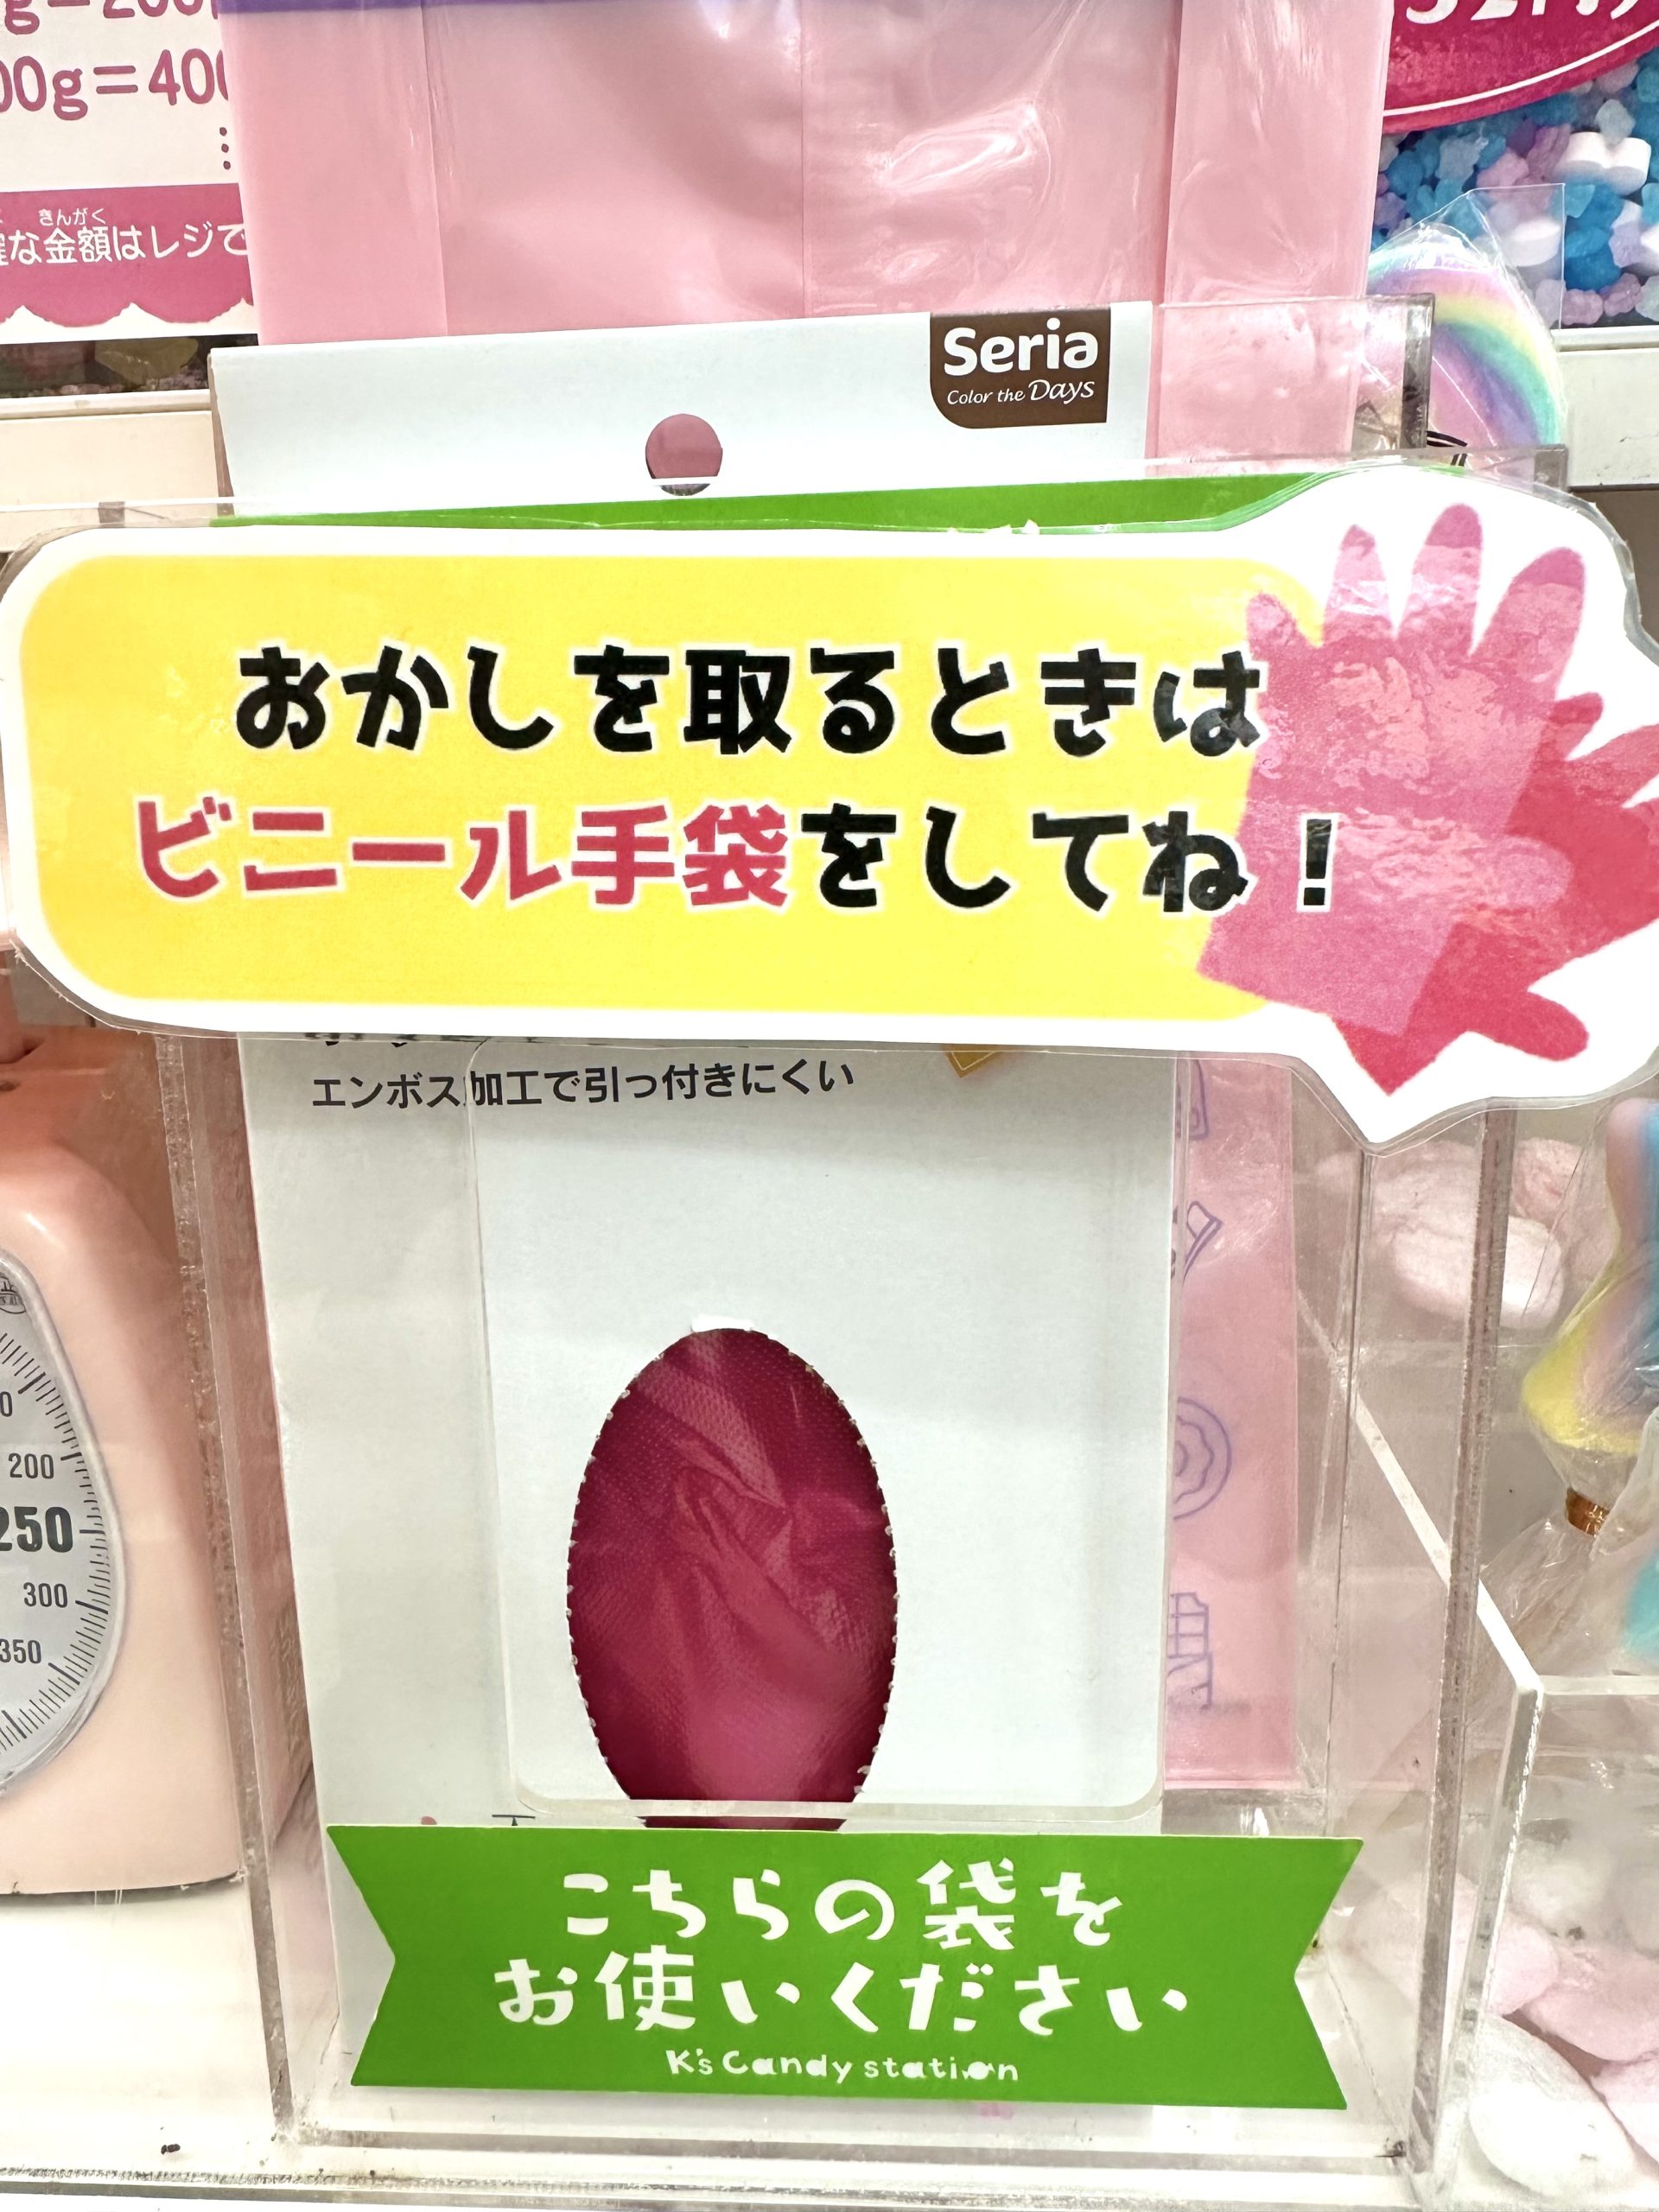 00g=400
きんがく
な金額はレジで
Seria
Color the Days
おかしを取るときは
ビニール手袋をしてね！
エンボス加工で引っ付きにくい
200
250
300
350
こちらの袋を
お使いください
K's Candy station